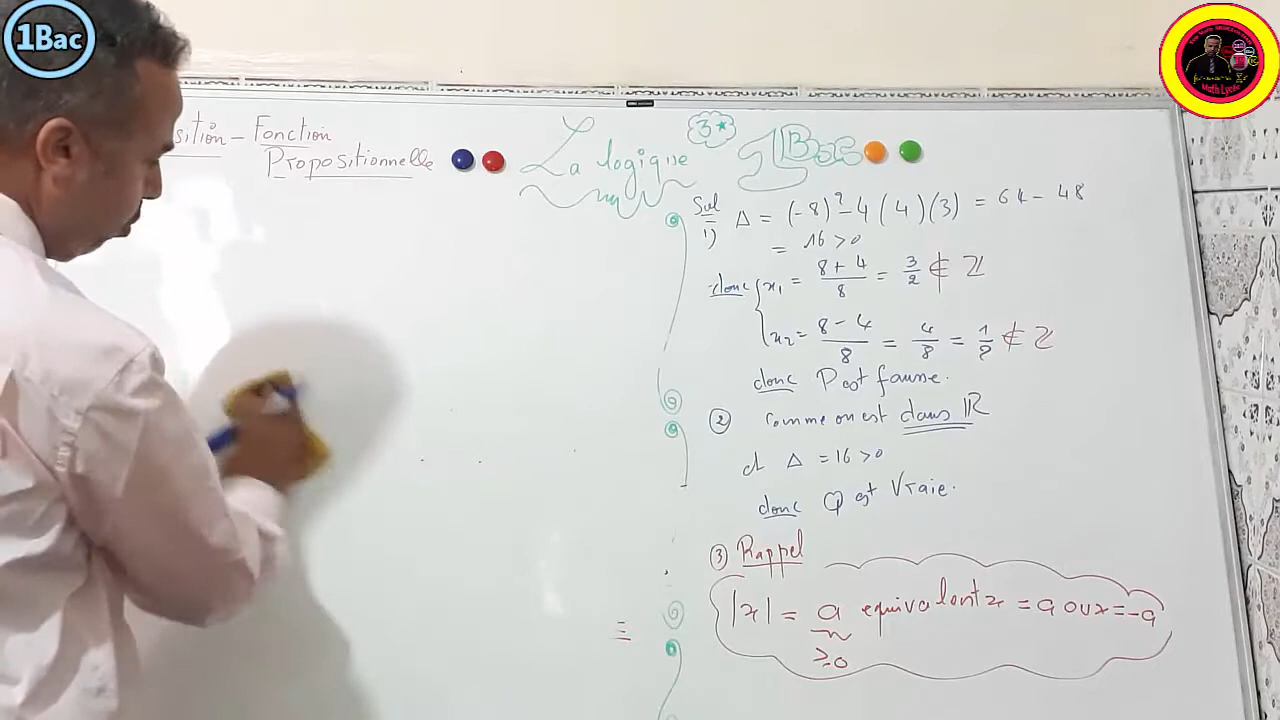 1Bac
sition - Fonction
Propositionnelle
La logique
3*
1Bac
Sol
1) Δ = (-8)² - 4(4)(3) = 64 - 48
= 16 > 0
donc { x₁ = (8+4)/8 = 3/2 ∉ ℤ
x₂ = (8-4)/8 = 4/8 = 1/2 ∉ ℤ
donc P est fausse.
② comme on est dans ℝ
et Δ = 16 > 0
donc Q est Vraie.
③ Rappel
|x| = a equivalent x = a ou x = -a
≥0
Math Lycée